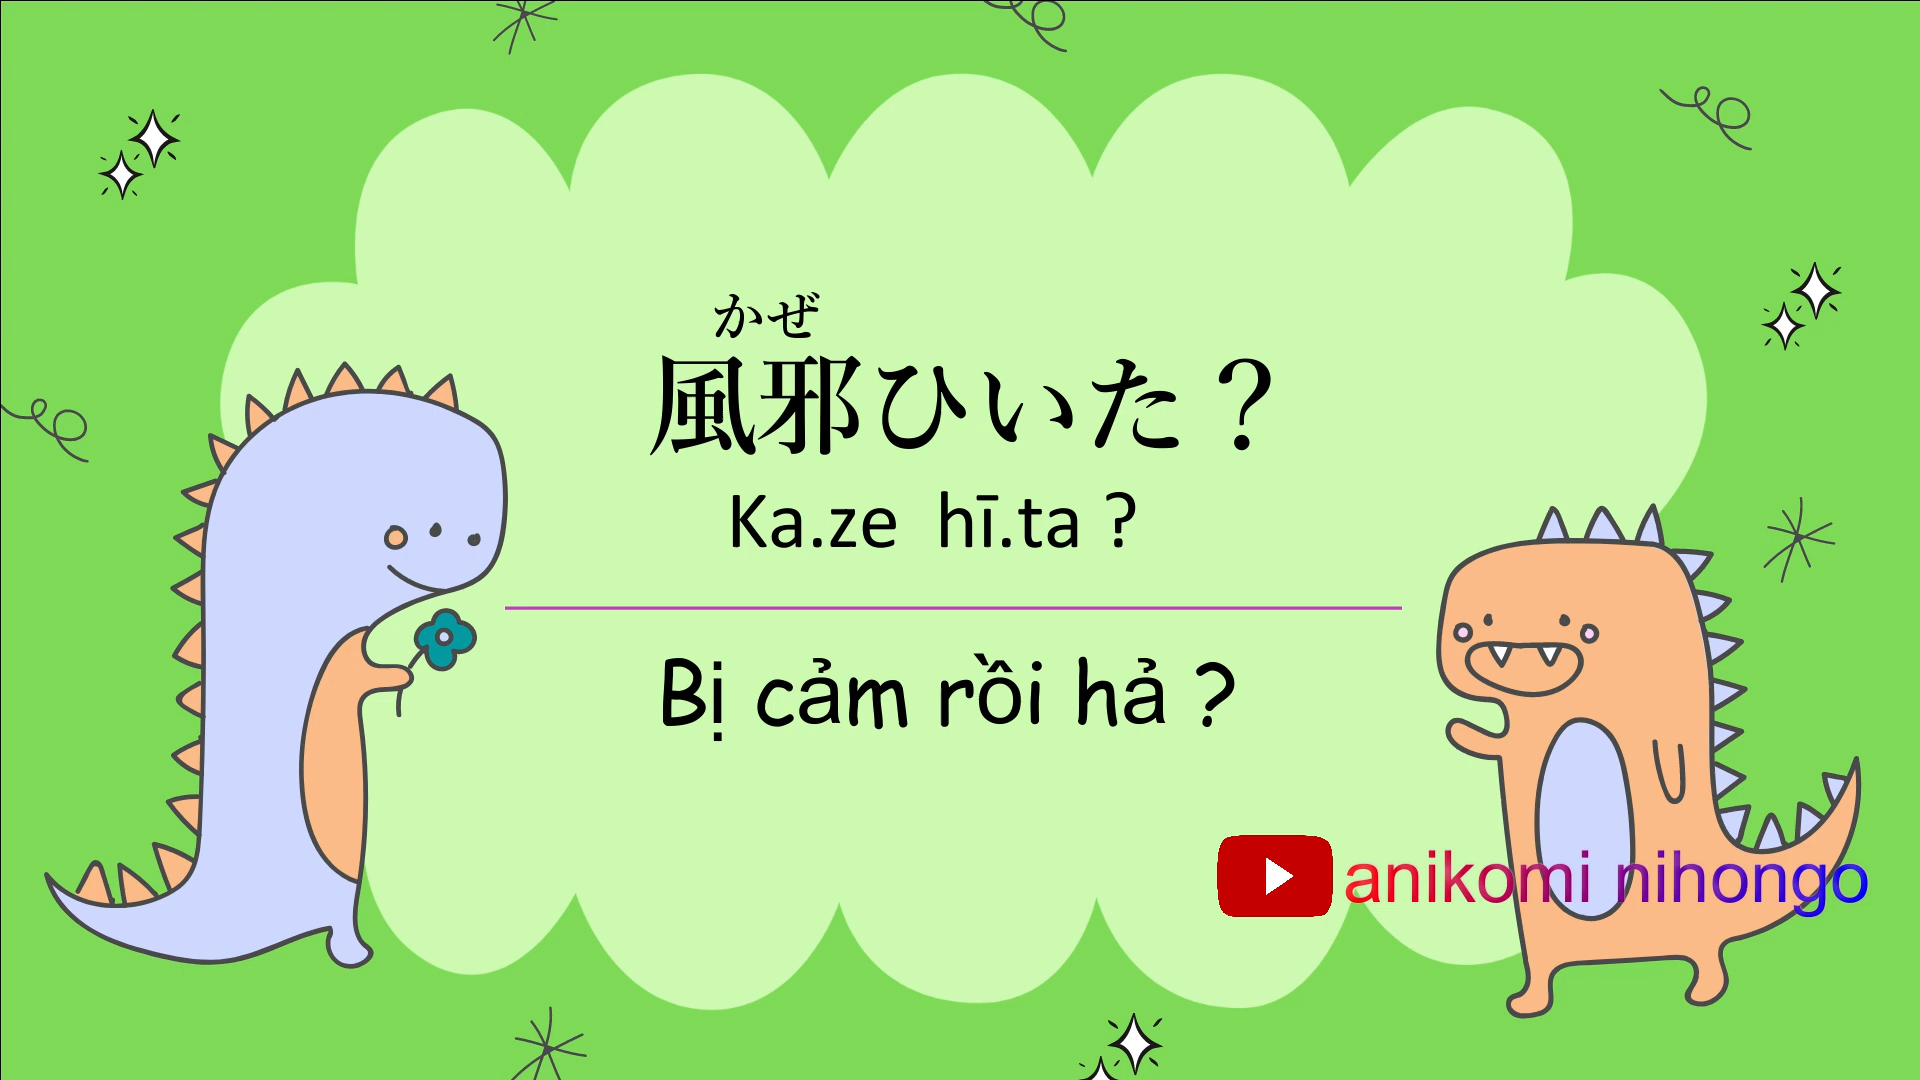 かぜ
風邪ひいた？
Ka.ze hī.ta ?
Bị cảm rồi hả ?
anikomi nihongo